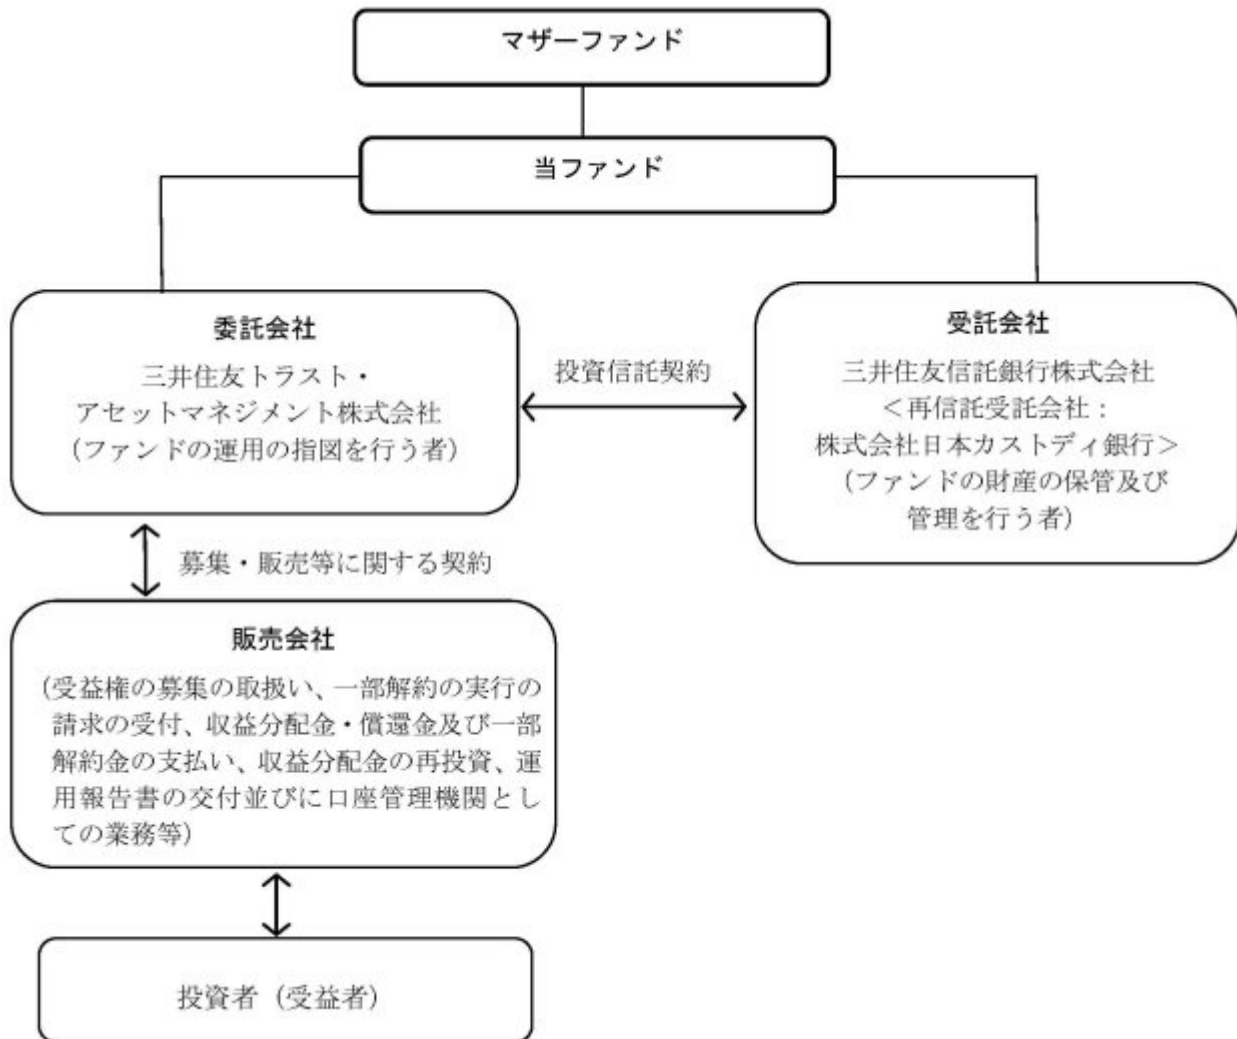 マザーファンド
当ファンド
委託会社
三井住友トラスト・
アセットマネジメント株式会社
(ファンドの運用の指図を行う者)
投資信託契約
受託会社
三井住友信託銀行株式会社
<再信託受託会社:
株式会社日本カストディ銀行>
(ファンドの財産の保管及び
管理を行う者)
募集・販売等に関する契約
販売会社
(受益権の募集の取扱い、一部解約の実行の
請求の受付、収益分配金・償還金及び一部
解約金の支払い、収益分配金の再投資、運
用報告書の交付並びに口座管理機関とし
ての業務等)
投資者(受益者)